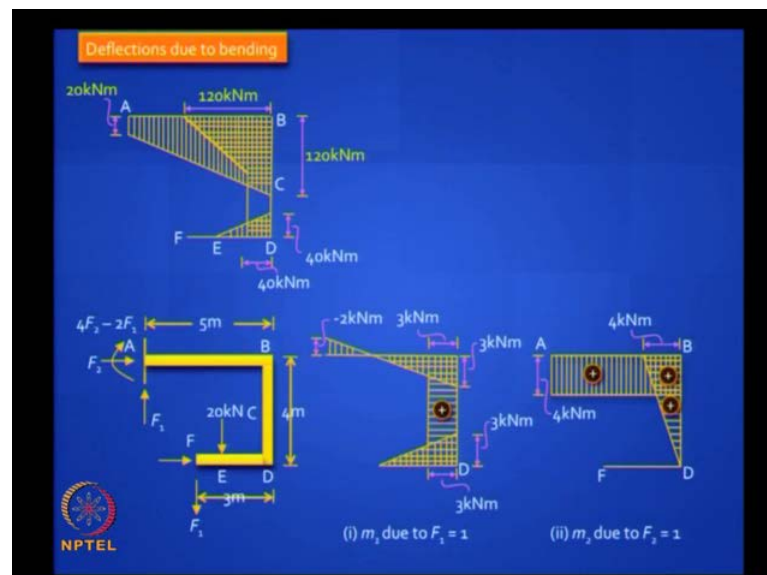 Deflections due to bending
20kNm
A
120kNm
B
120kNm
C
F
E
D
40kNm
40kNm
4F₂ – 2F₁
5m
A
B
F₂
F₁
20kN
C
4m
F
E
D
3m
F₁
-2kNm
3kNm
3kNm
3kNm
D
3kNm
(i) m₁ due to F₁ = 1
4kNm
A
B
4kNm
F
D
(ii) m₂ due to F₂ = 1
NPTEL